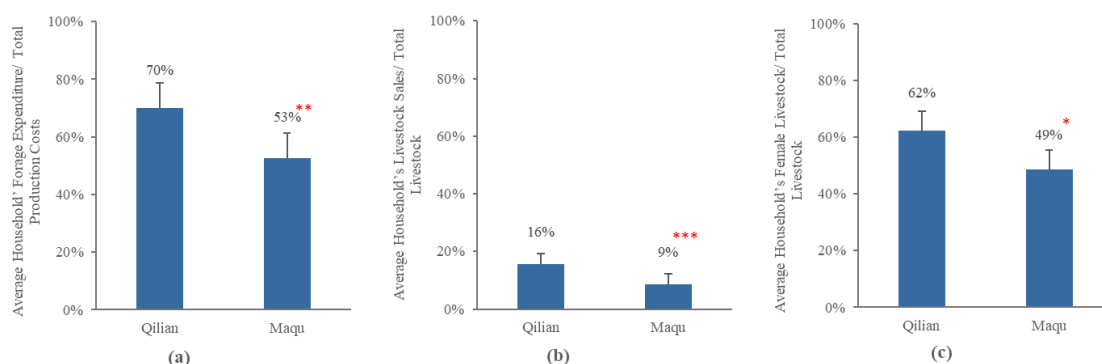 Average Household' Forage Expenditure/ Total
Production Costs
100%
80%
60%
40%
20%
0%
70%
53%**
Qilian
Maqu
(a)
Average Household's Livestock Sales/ Total
Livestock
100%
80%
60%
40%
20%
0%
16%
9%***
Qilian
Maqu
(b)
Average Household's Female Livestock/ Total
Livestock
100%
80%
60%
40%
20%
0%
62%
49%*
Qilian
Maqu
(c)